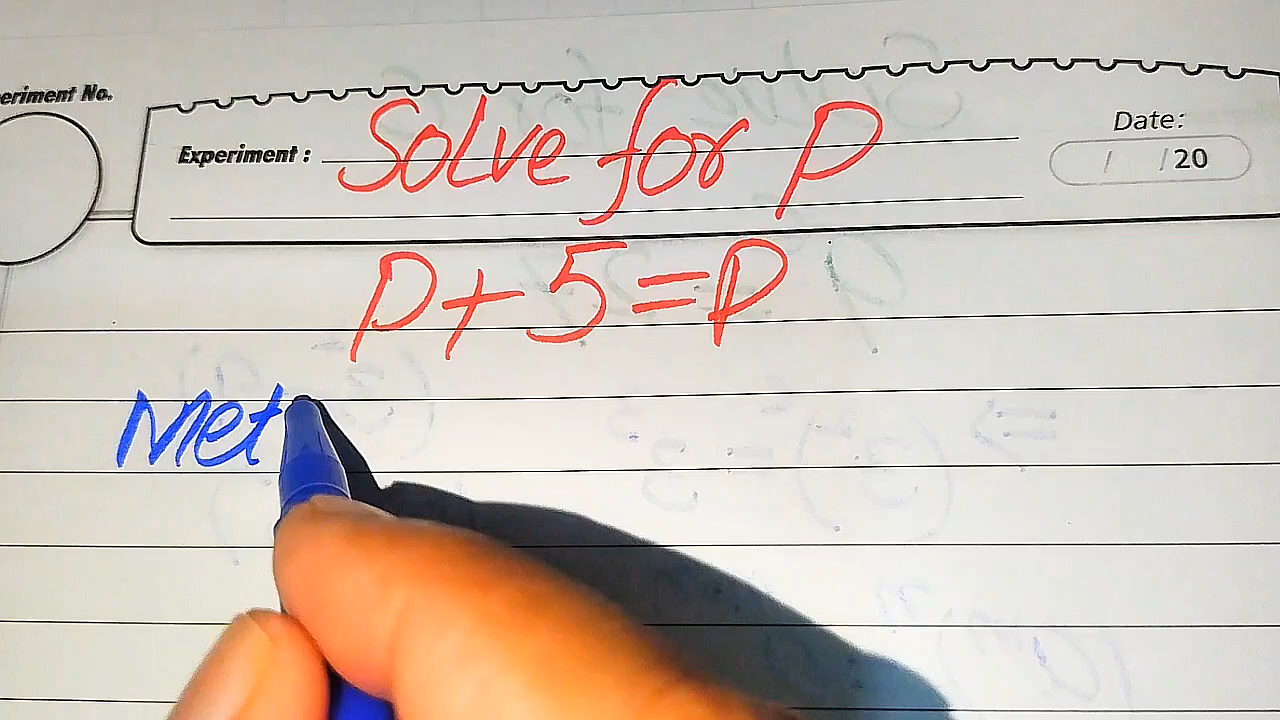 eriment No.
Experiment : Solve for P
Date:
/ /20
P + 5 = P
Met